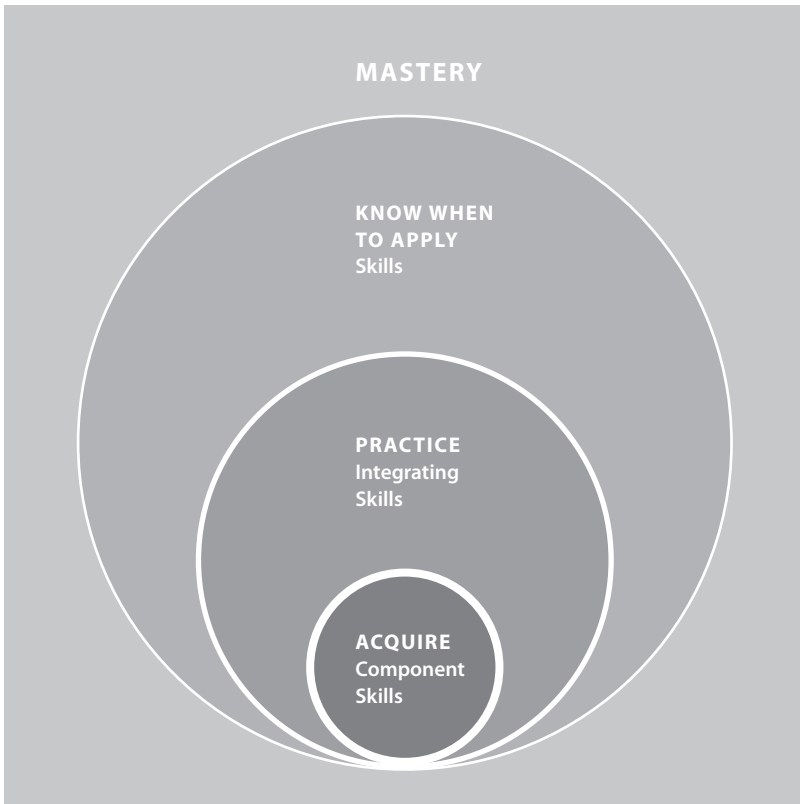 MASTERY
KNOW WHEN
TO APPLY
Skills
PRACTICE
Integrating
Skills
ACQUIRE
Component
Skills